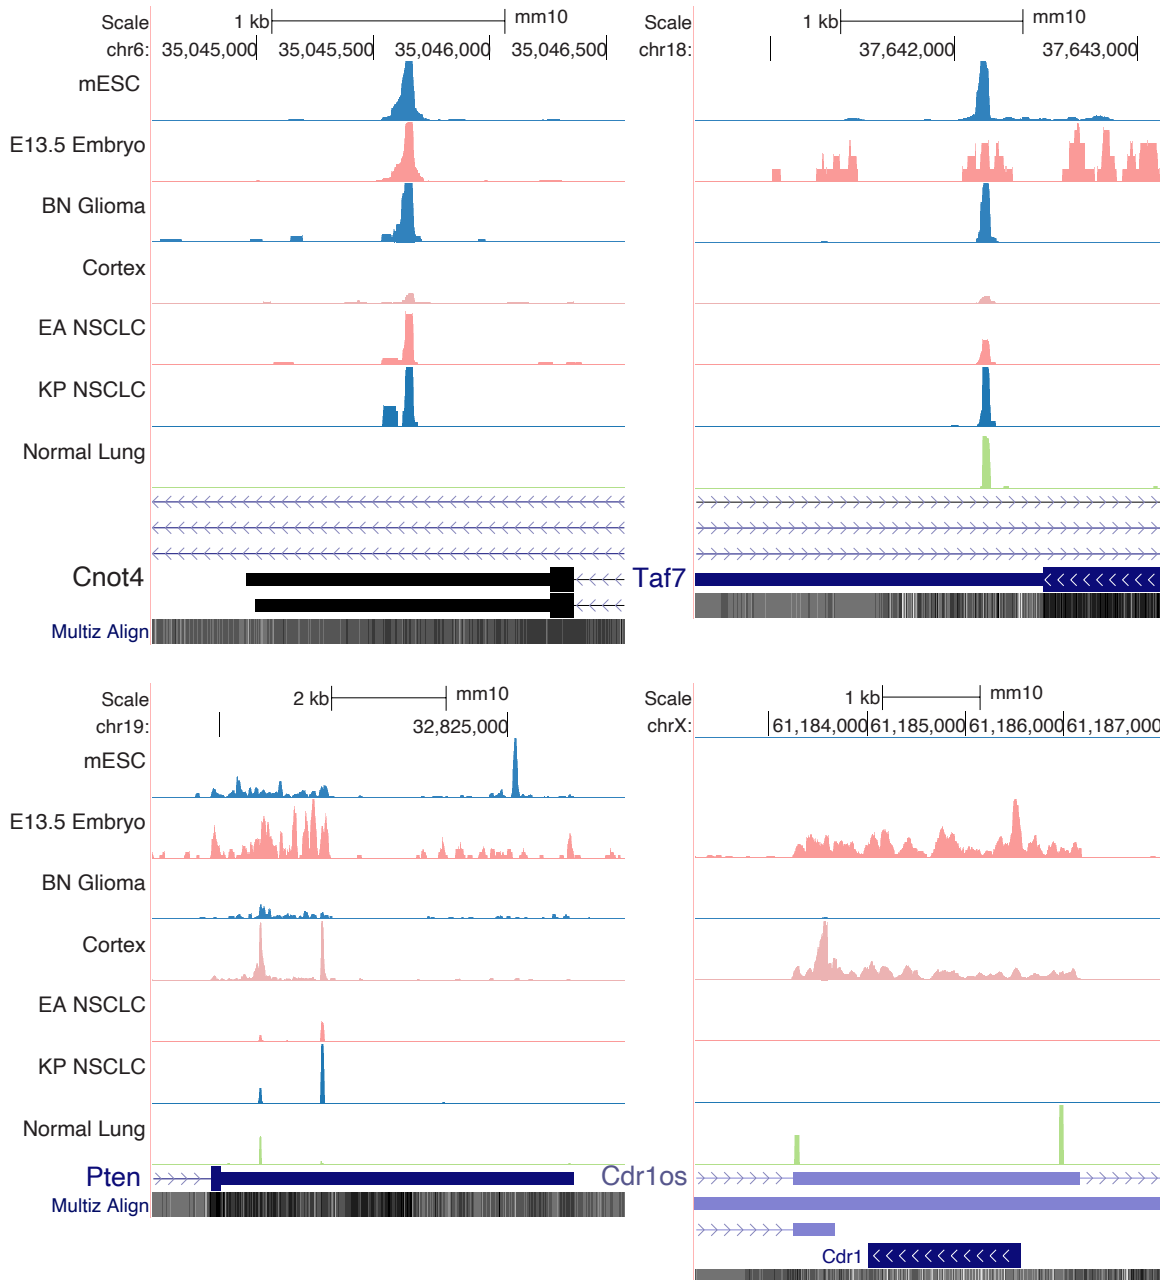 Scale 1 kb mm10
chr6: 35,045,000 35,045,500 35,046,000 35,046,500
mESC
E13.5 Embryo
BN Glioma
Cortex
EA NSCLC
KP NSCLC
Normal Lung
Cnot4
Multiz Align
Scale 1 kb mm10
chr18: 37,642,000 37,643,000
Taf7
Scale 2 kb mm10
chr19: 32,825,000
mESC
E13.5 Embryo
BN Glioma
Cortex
EA NSCLC
KP NSCLC
Normal Lung
Pten
Multiz Align
Scale 1 kb mm10
chrX: 61,184,000 61,185,000 61,186,000 61,187,000
Cdr1os
Cdr1